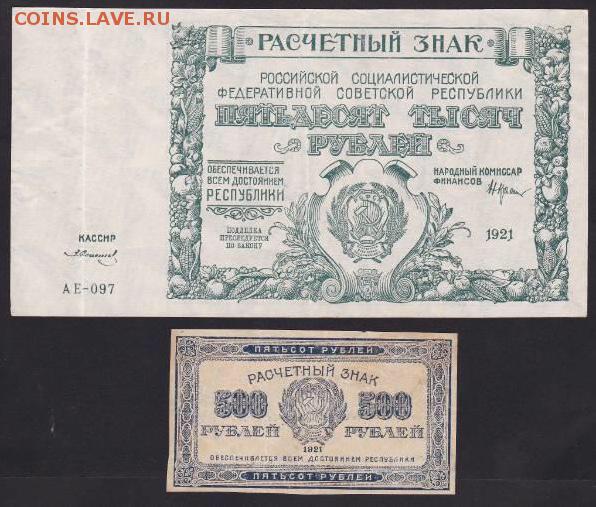 COINS.LAVE.RU
РАСЧЕТНЫЙ ЗНАК
РОССИЙСКОЙ СОЦИАЛИСТИЧЕСКОЙ
ФЕДЕРАТИВНОЙ СОВЕТСКОЙ РЕСПУБЛИКИ
ПЯТЬДЕСЯТ ТЫСЯЧ
РУБЛЕЙ
ОБЕСПЕЧИВАЕТСЯ
ВСЕМ ДОСТОЯНИЕМ
РЕСПУБЛИКИ
НАРОДНЫЙ КОМИССАР
ФИНАНСОВ
ПОДДЕЛКА
ПРЕСЛЕДУЕТСЯ
ПО ЗАКОНУ
1921
КАССИР
АЕ-097
ПЯТЬСОТ РУБЛЕЙ
РАСЧЕТНЫЙ ЗНАК
500 500
РУБЛЕЙ РУБЛЕЙ
1921
ОБЕСПЕЧИВАЕТСЯ ВСЕМ ДОСТОЯНИЕМ РЕСПУБЛИКИ
ПЯТЬСОТ РУБЛЕЙ